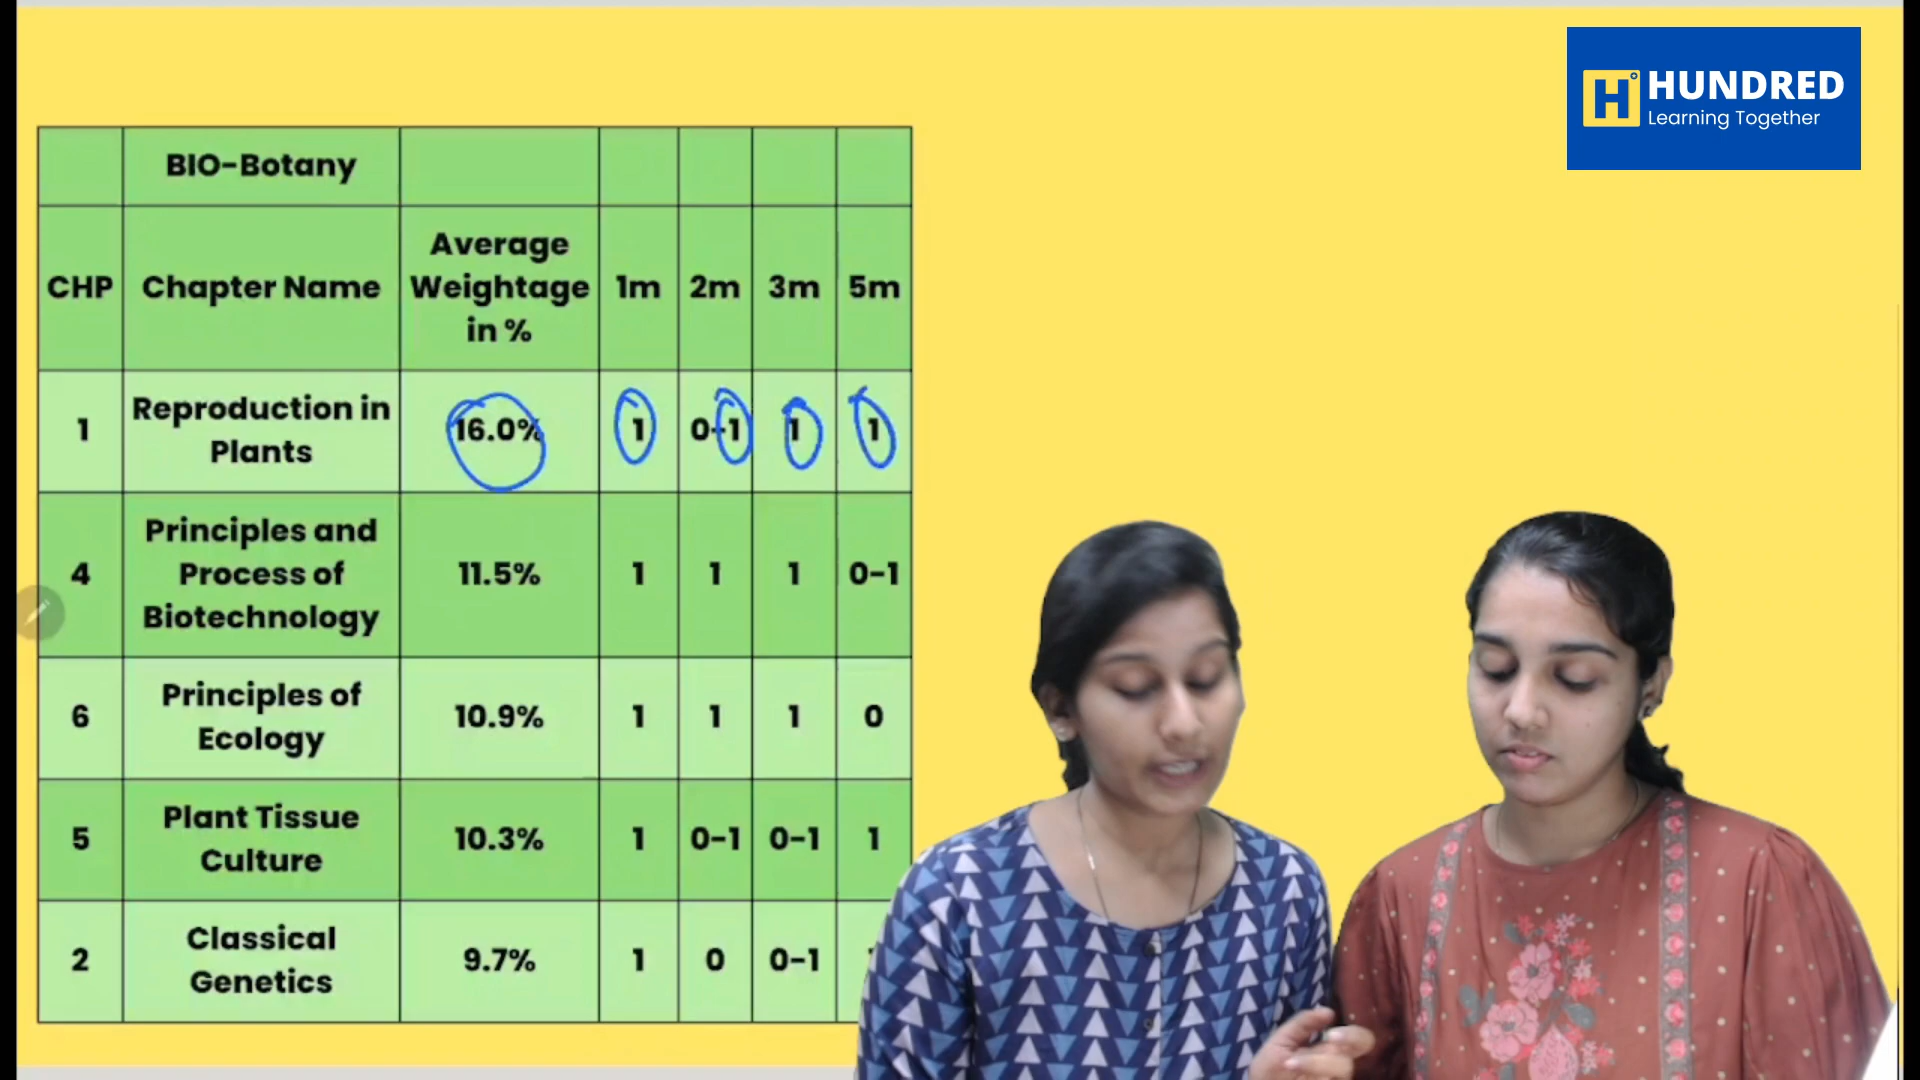 H HUNDRED
Learning Together
BIO-Botany
CHP Chapter Name Average Weightage in % 1m 2m 3m 5m
1 Reproduction in Plants 16.0% 1 0-1 1 1
4 Principles and Process of Biotechnology 11.5% 1 1 1 0-1
6 Principles of Ecology 10.9% 1 1 1 0
5 Plant Tissue Culture 10.3% 1 0-1 0-1 1
2 Classical Genetics 9.7% 1 0 0-1